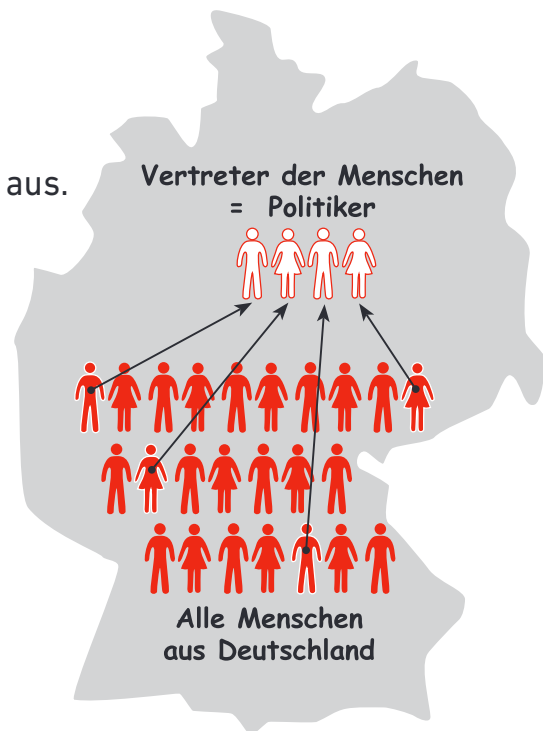 aus.
Vertreter der Menschen
= Politiker
Alle Menschen
aus Deutschland